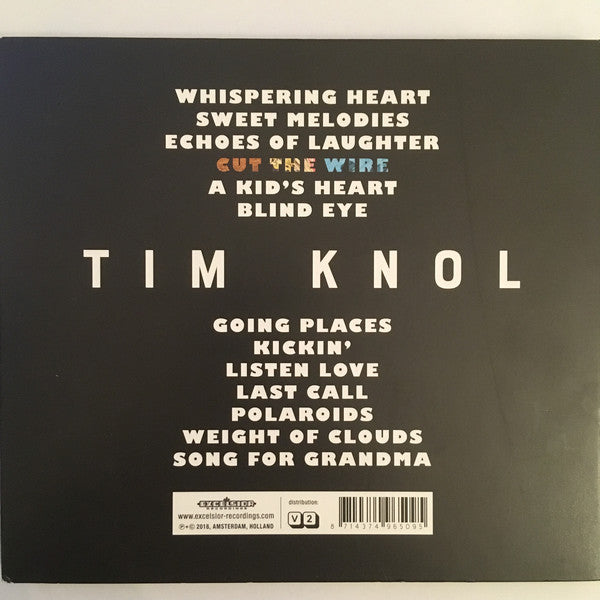 WHISPERING HEART
SWEET MELODIES
ECHOES OF LAUGHTER
CUT THE WIRE
A KID'S HEART
BLIND EYE
TIM KNOL
GOING PLACES
KICKIN'
LISTEN LOVE
LAST CALL
POLAROIDS
WEIGHT OF CLOUDS
SONG FOR GRANDMA
EXCELSIOR
RECORDINGS
www.excelsior-recordings.com
℗+© 2018, AMSTERDAM, HOLLAND
distribution:
V2
8 714374 965095